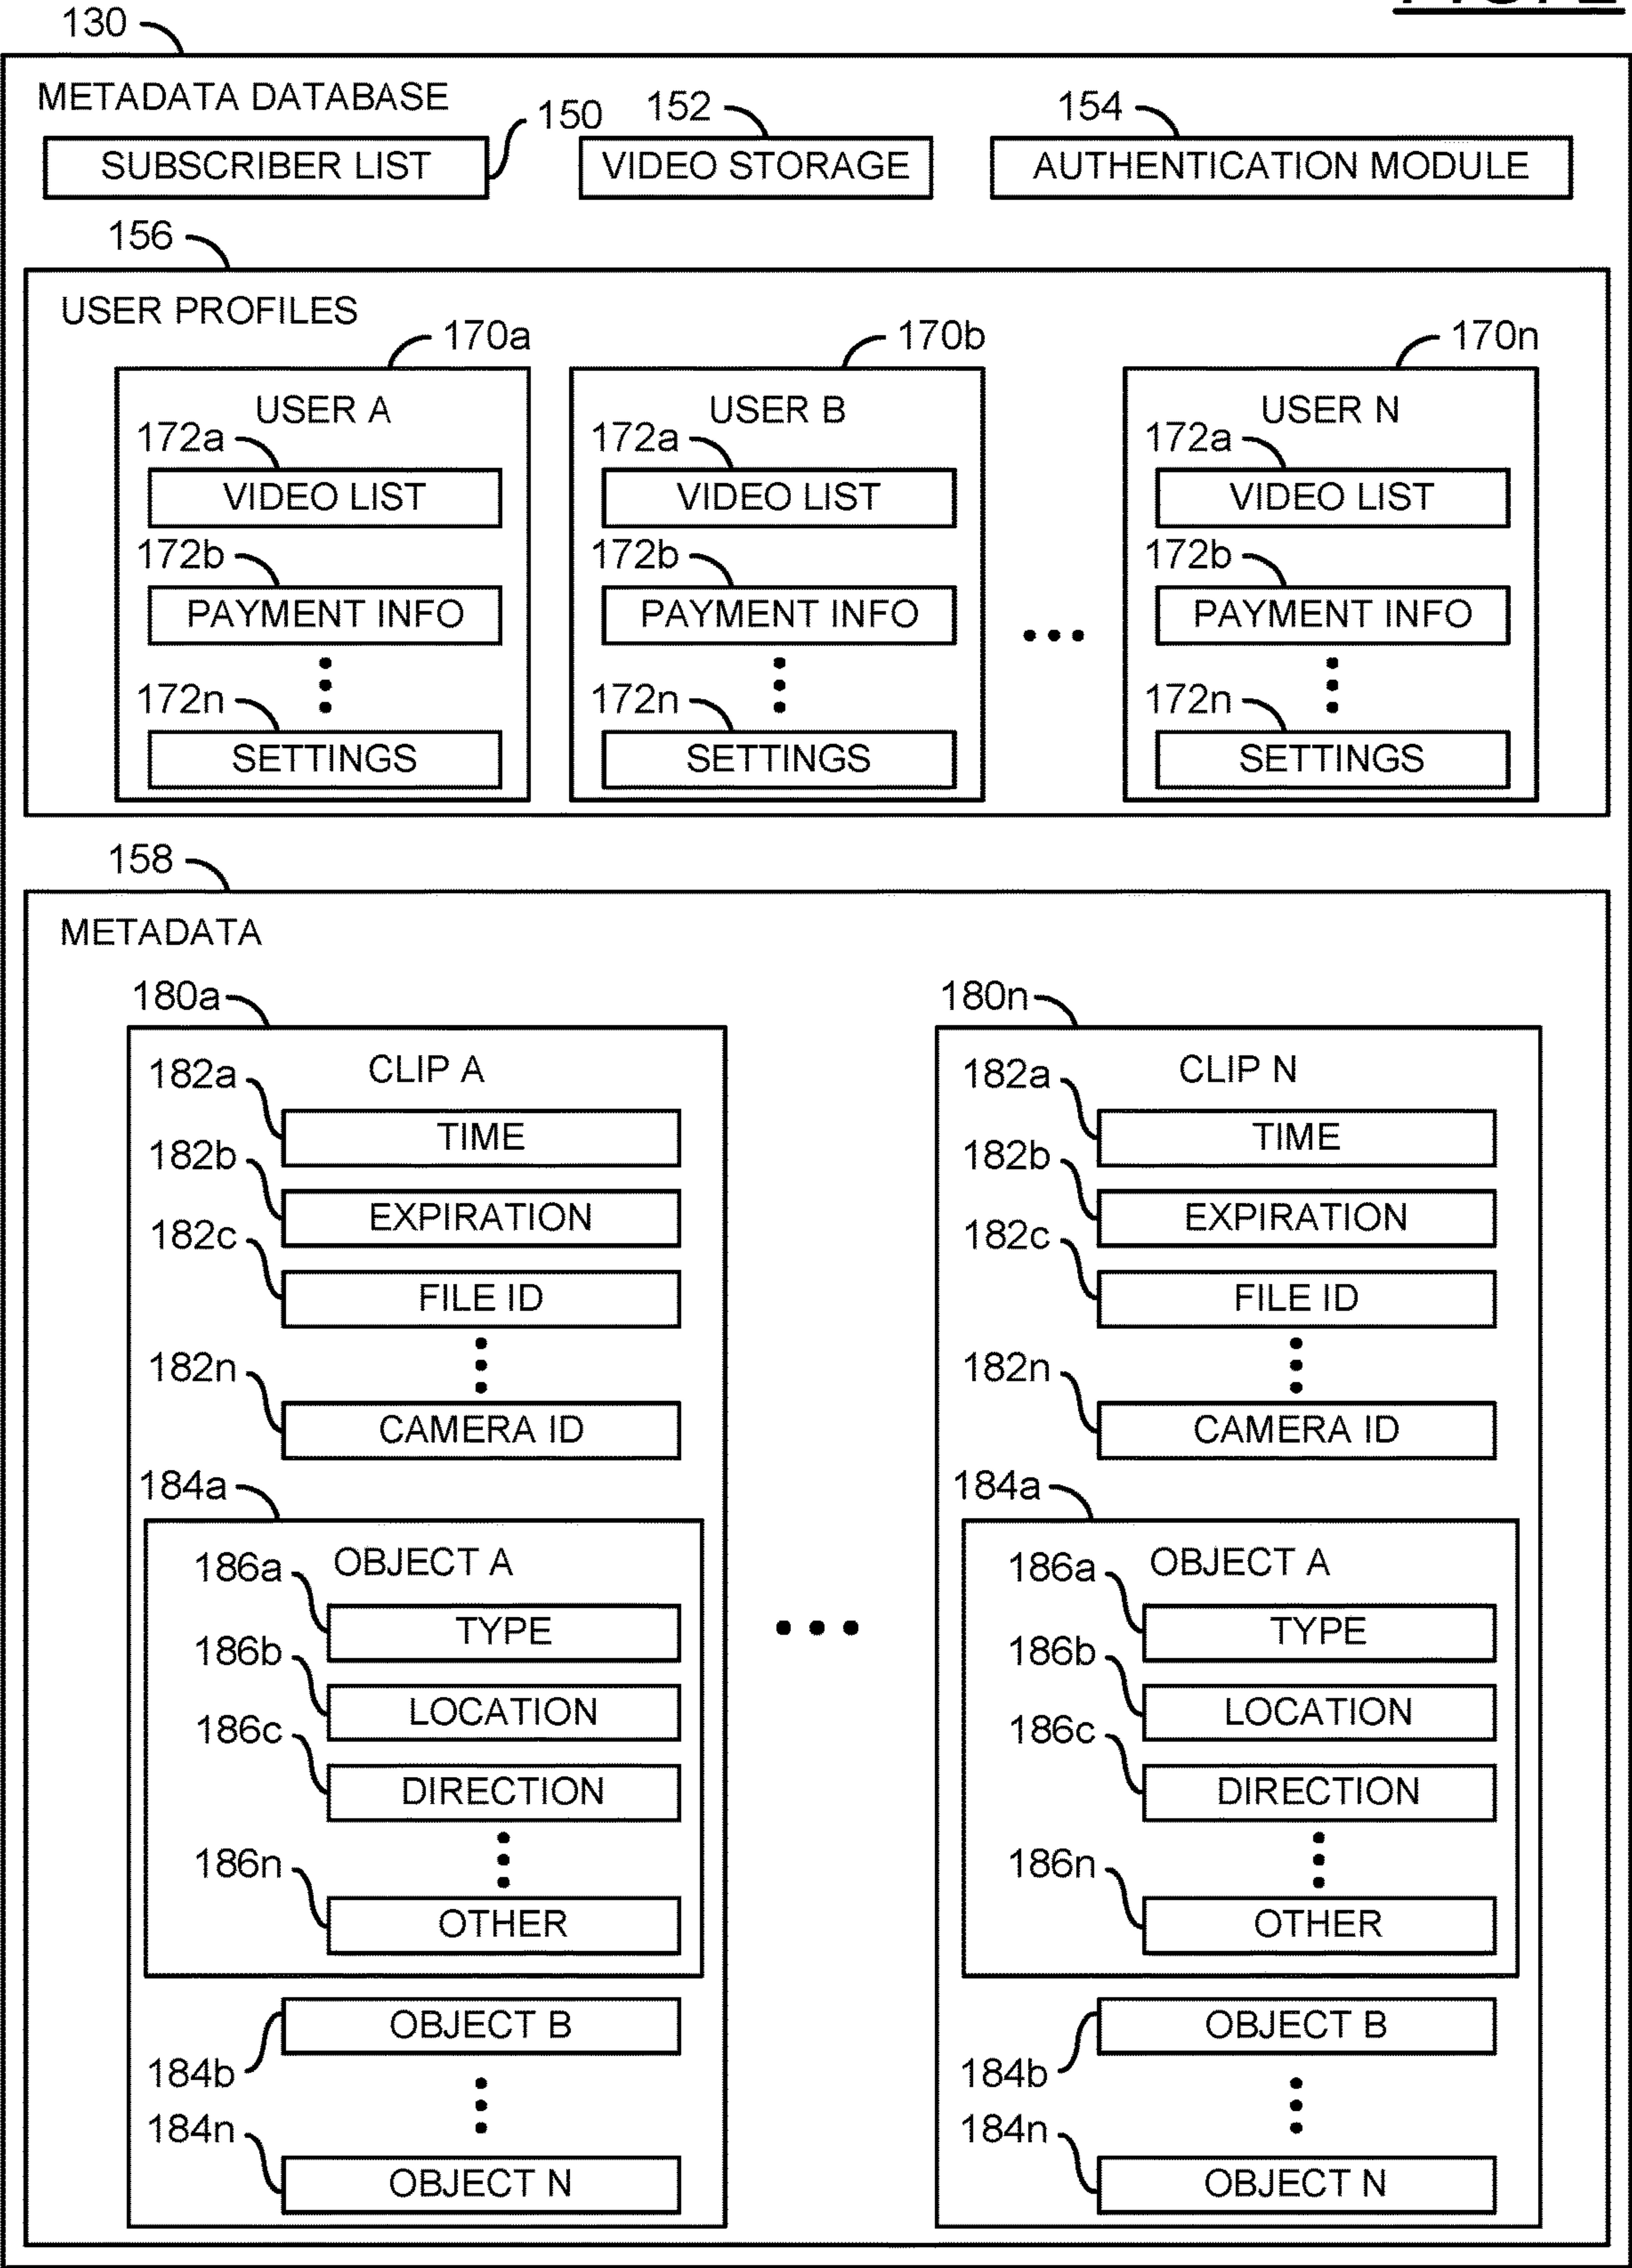 130
METADATA DATABASE
150 152 154
SUBSCRIBER LIST VIDEO STORAGE AUTHENTICATION MODULE
156
USER PROFILES
170a 170b 170n
USER A USER B USER N
172a 172a 172a
VIDEO LIST VIDEO LIST VIDEO LIST
172b 172b 172b
PAYMENT INFO PAYMENT INFO PAYMENT INFO
172n 172n 172n
SETTINGS SETTINGS SETTINGS
158
METADATA
180a 180n
182a CLIP A 182a CLIP N
TIME TIME
182b 182b
EXPIRATION EXPIRATION
182c 182c
FILE ID FILE ID
182n 182n
CAMERA ID CAMERA ID
184a 184a
186a OBJECT A 186a OBJECT A
TYPE TYPE
186b 186b
LOCATION LOCATION
186c 186c
DIRECTION DIRECTION
186n 186n
OTHER OTHER
OBJECT B OBJECT B
184b 184b
184n 184n
OBJECT N OBJECT N